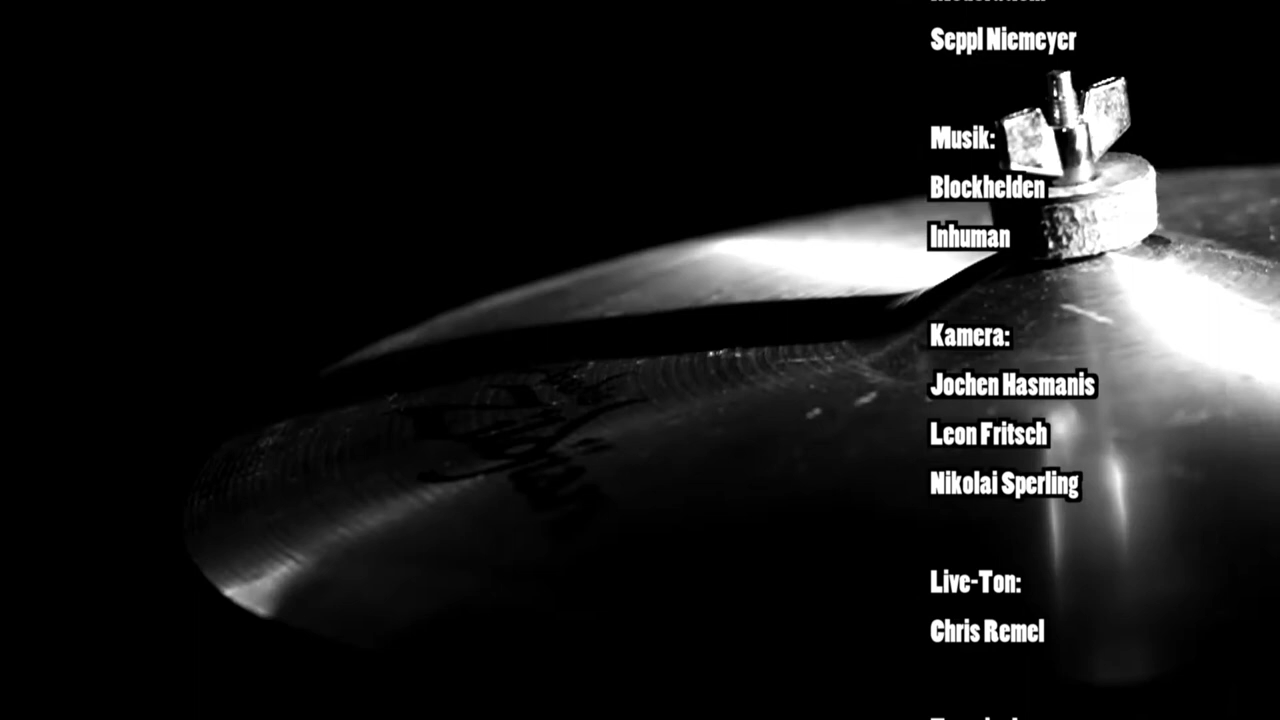 Seppl Niemeyer
Musik:
Blockhelden
Inhuman
Kamera:
Jochen Hasmanis
Leon Fritsch
Nikolai Sperling
Live-Ton:
Chris Remel